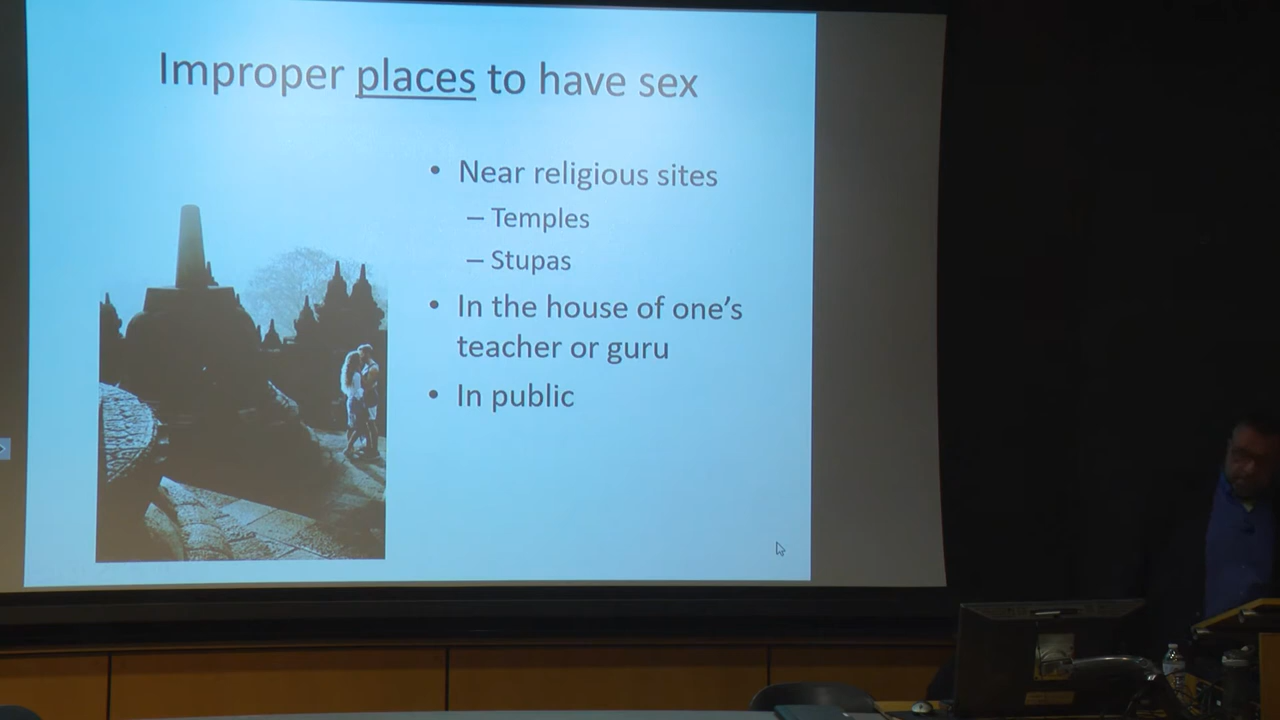 Improper places to have sex
• Near religious sites
– Temples
– Stupas
• In the house of one's
teacher or guru
• In public